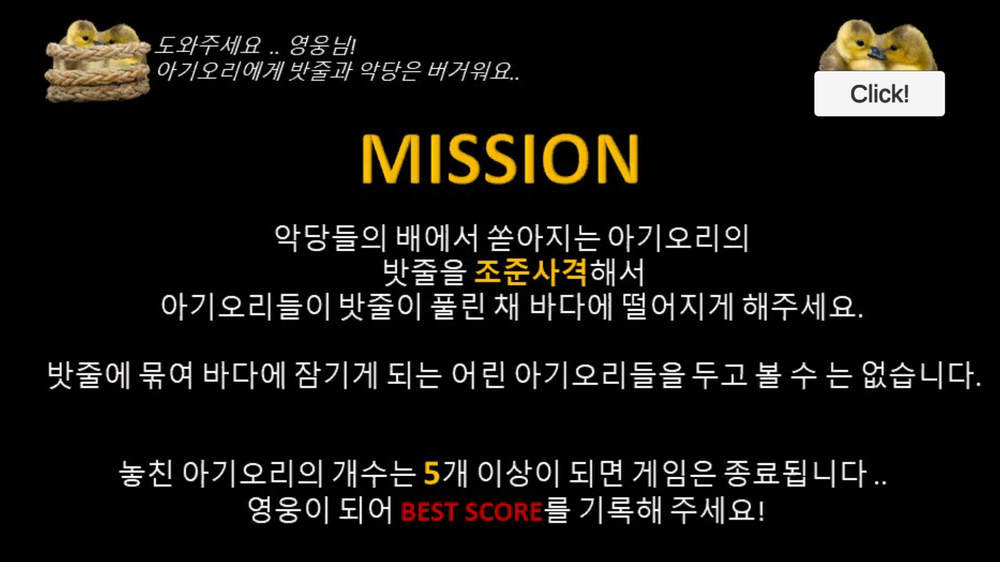 도와주세요 .. 영웅님!
아기오리에게 밧줄과 악당은 버거워요..
Click!
MISSION
악당들의 배에서 쏟아지는 아기오리의
밧줄을 조준사격해서
아기오리들이 밧줄이 풀린 채 바다에 떨어지게 해주세요.
밧줄에 묶여 바다에 잠기게 되는 어린 아기오리들을 두고 볼 수 는 없습니다.
놓친 아기오리의 개수는 5개 이상이 되면 게임은 종료됩니다 ..
영웅이 되어 BEST SCORE를 기록해 주세요!